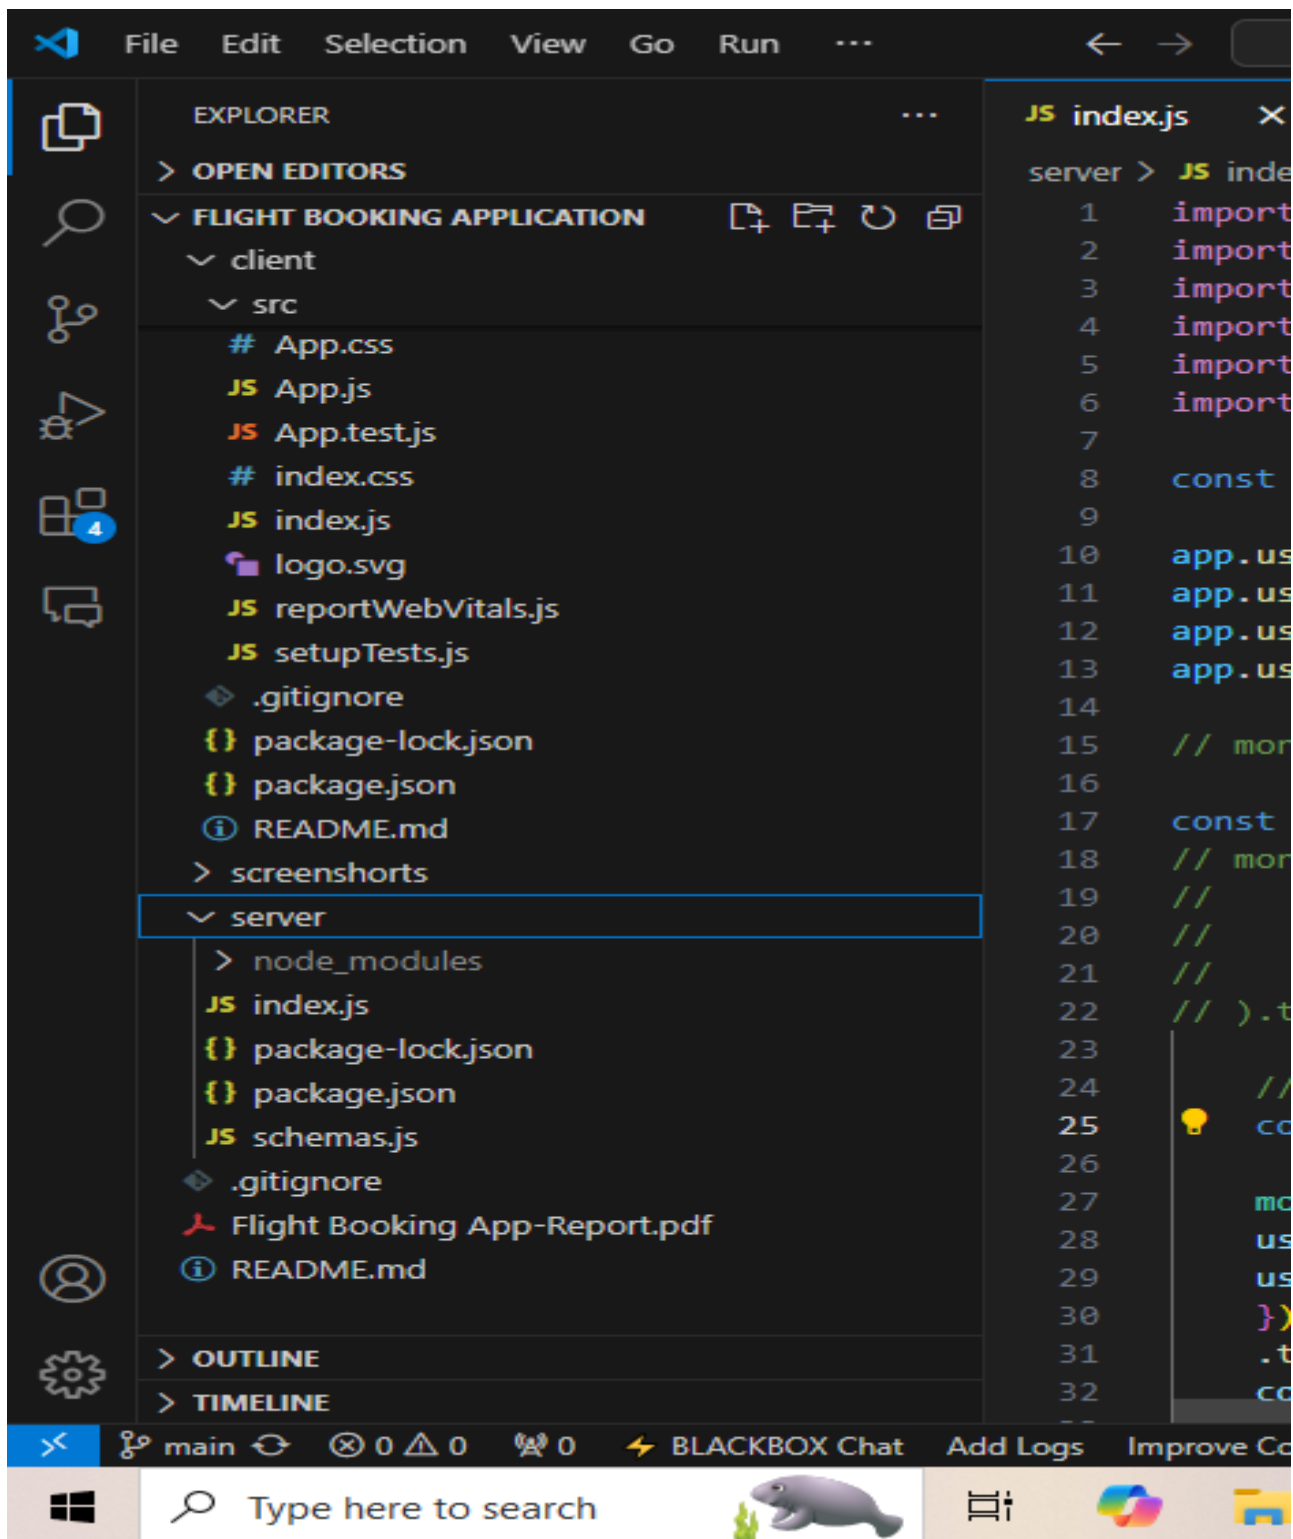 File Edit Selection View Go Run ···
EXPLORER ···
OPEN EDITORS
FLIGHT BOOKING APPLICATION
client
src
# App.css
JS App.js
JS App.test.js
# index.css
JS index.js
logo.svg
JS reportWebVitals.js
JS setupTests.js
.gitignore
{} package-lock.json
{} package.json
README.md
screenshorts
server
node_modules
JS index.js
{} package-lock.json
{} package.json
JS schemas.js
.gitignore
Flight Booking App-Report.pdf
README.md
OUTLINE
TIMELINE
4
JS index.js
server > JS inde
1 import
2 import
3 import
4 import
5 import
6 import
7
8 const
9
10 app.us
11 app.us
12 app.us
13 app.us
14
15 // mon
16
17 const
18 // mon
19 //
20 //
21 //
22 // ).t
23
24 //
25 co
26
27 mo
28 us
29 us
30 })
31 .t
32 co
main 0 0 0 BLACKBOX Chat Add Logs Improve Co
Type here to search